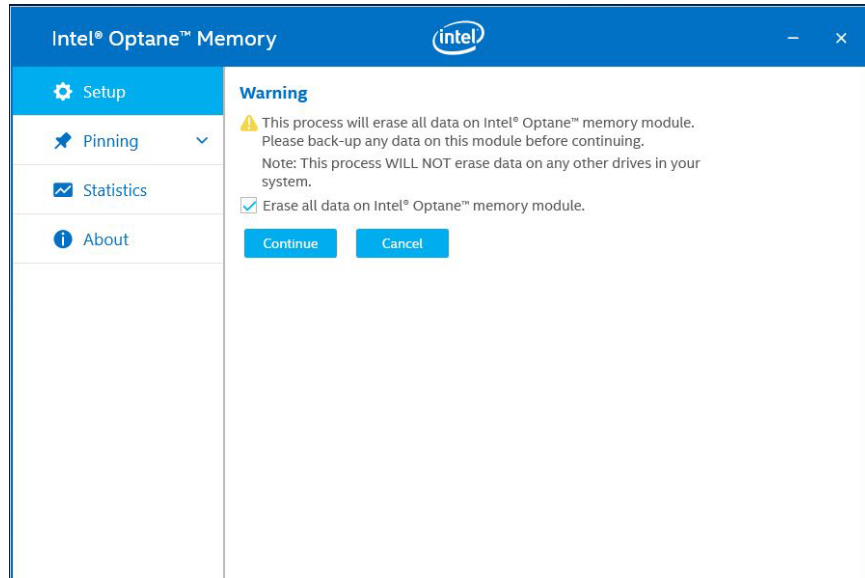 Intel® Optane™ Memory
intel
Setup
Pinning
Statistics
About
Warning
This process will erase all data on Intel® Optane™ memory module.
Please back-up any data on this module before continuing.
Note: This process WILL NOT erase data on any other drives in your
system.
Erase all data on Intel® Optane™ memory module.
Continue
Cancel